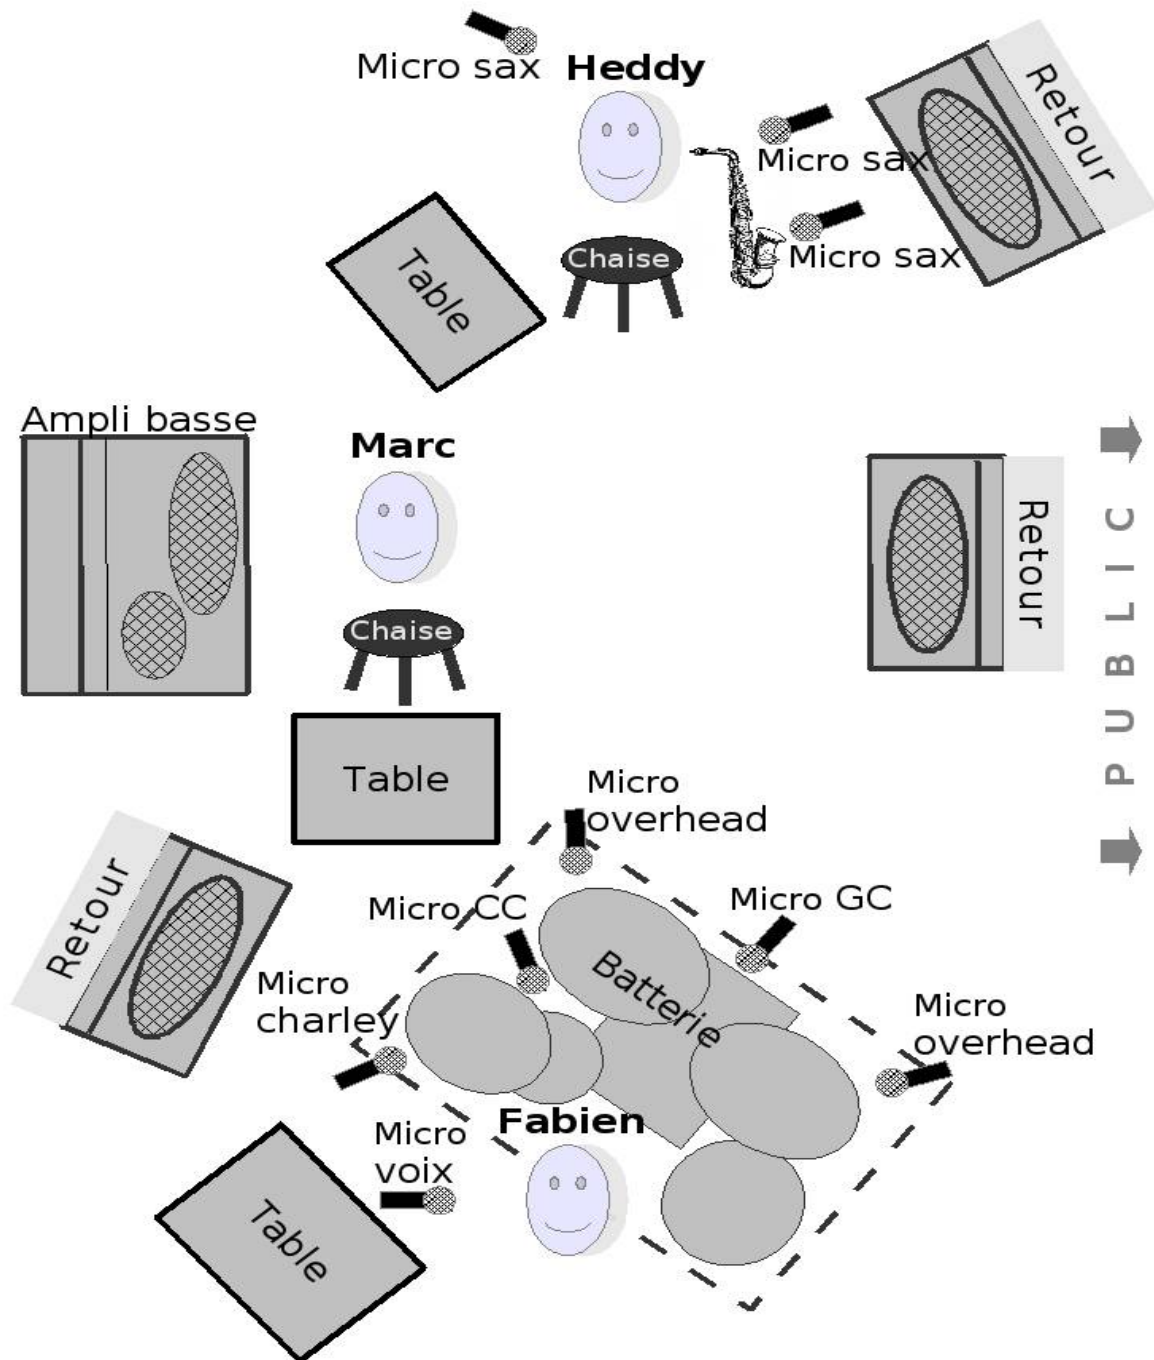 Micro sax
Heddy
Retour
Micro sax
Micro sax
Chaise
Table
Ampli basse
Marc
Chaise
Retour
PUBLIC
Table
Micro
overhead
Retour
Micro CC
Micro GC
Batterie
Micro
charley
Micro
overhead
Fabien
Micro
voix
Table